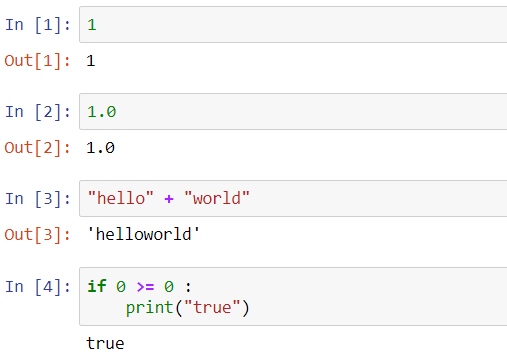 In [1]: 1
Out[1]: 1
In [2]: 1.0
Out[2]: 1.0
In [3]: "hello" + "world"
Out[3]: 'helloworld'
In [4]: if 0 >= 0 :
    print("true")
true